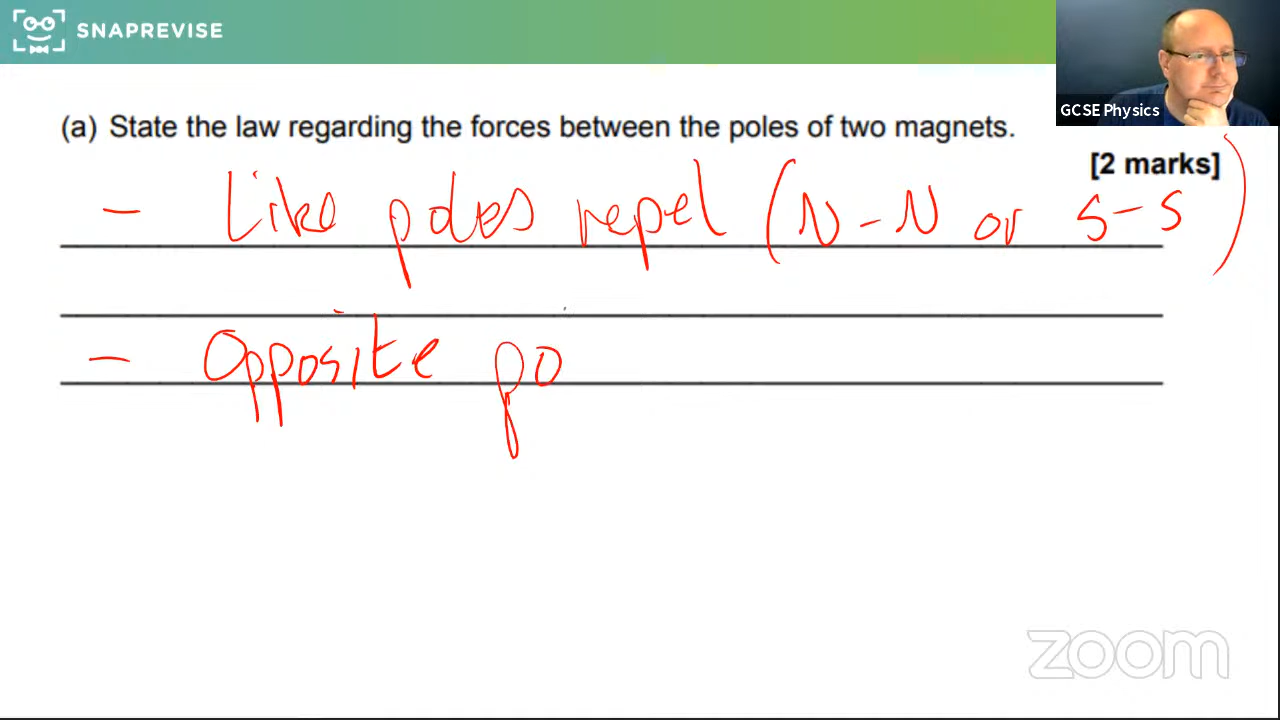 SNAPREVISE
GCSE Physics
(a) State the law regarding the forces between the poles of two magnets.
[2 marks]
- Like poles repel (N-N or S-S)
- Opposite po
zoom